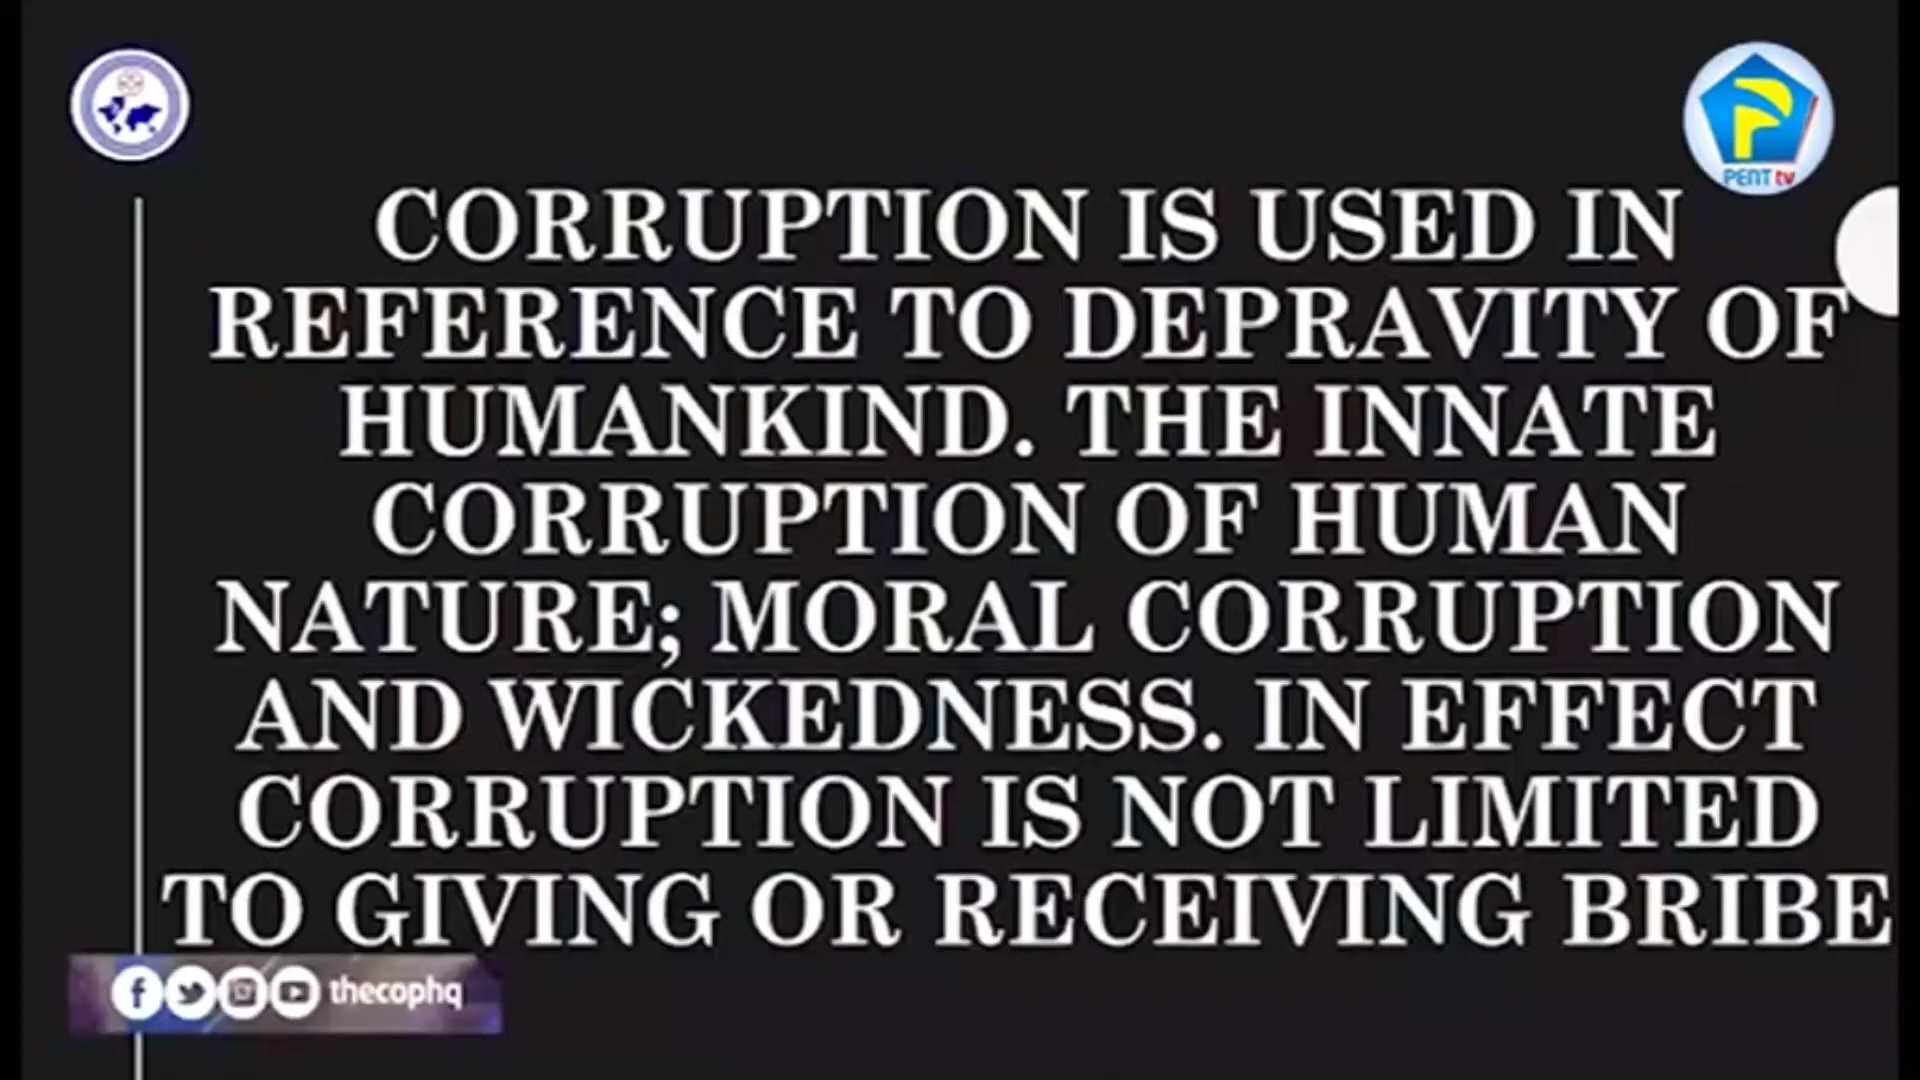 PENT tv
CORRUPTION IS USED IN
REFERENCE TO DEPRAVITY OF
HUMANKIND. THE INNATE
CORRUPTION OF HUMAN
NATURE; MORAL CORRUPTION
AND WICKEDNESS. IN EFFECT
CORRUPTION IS NOT LIMITED
TO GIVING OR RECEIVING BRIBE
thecophq